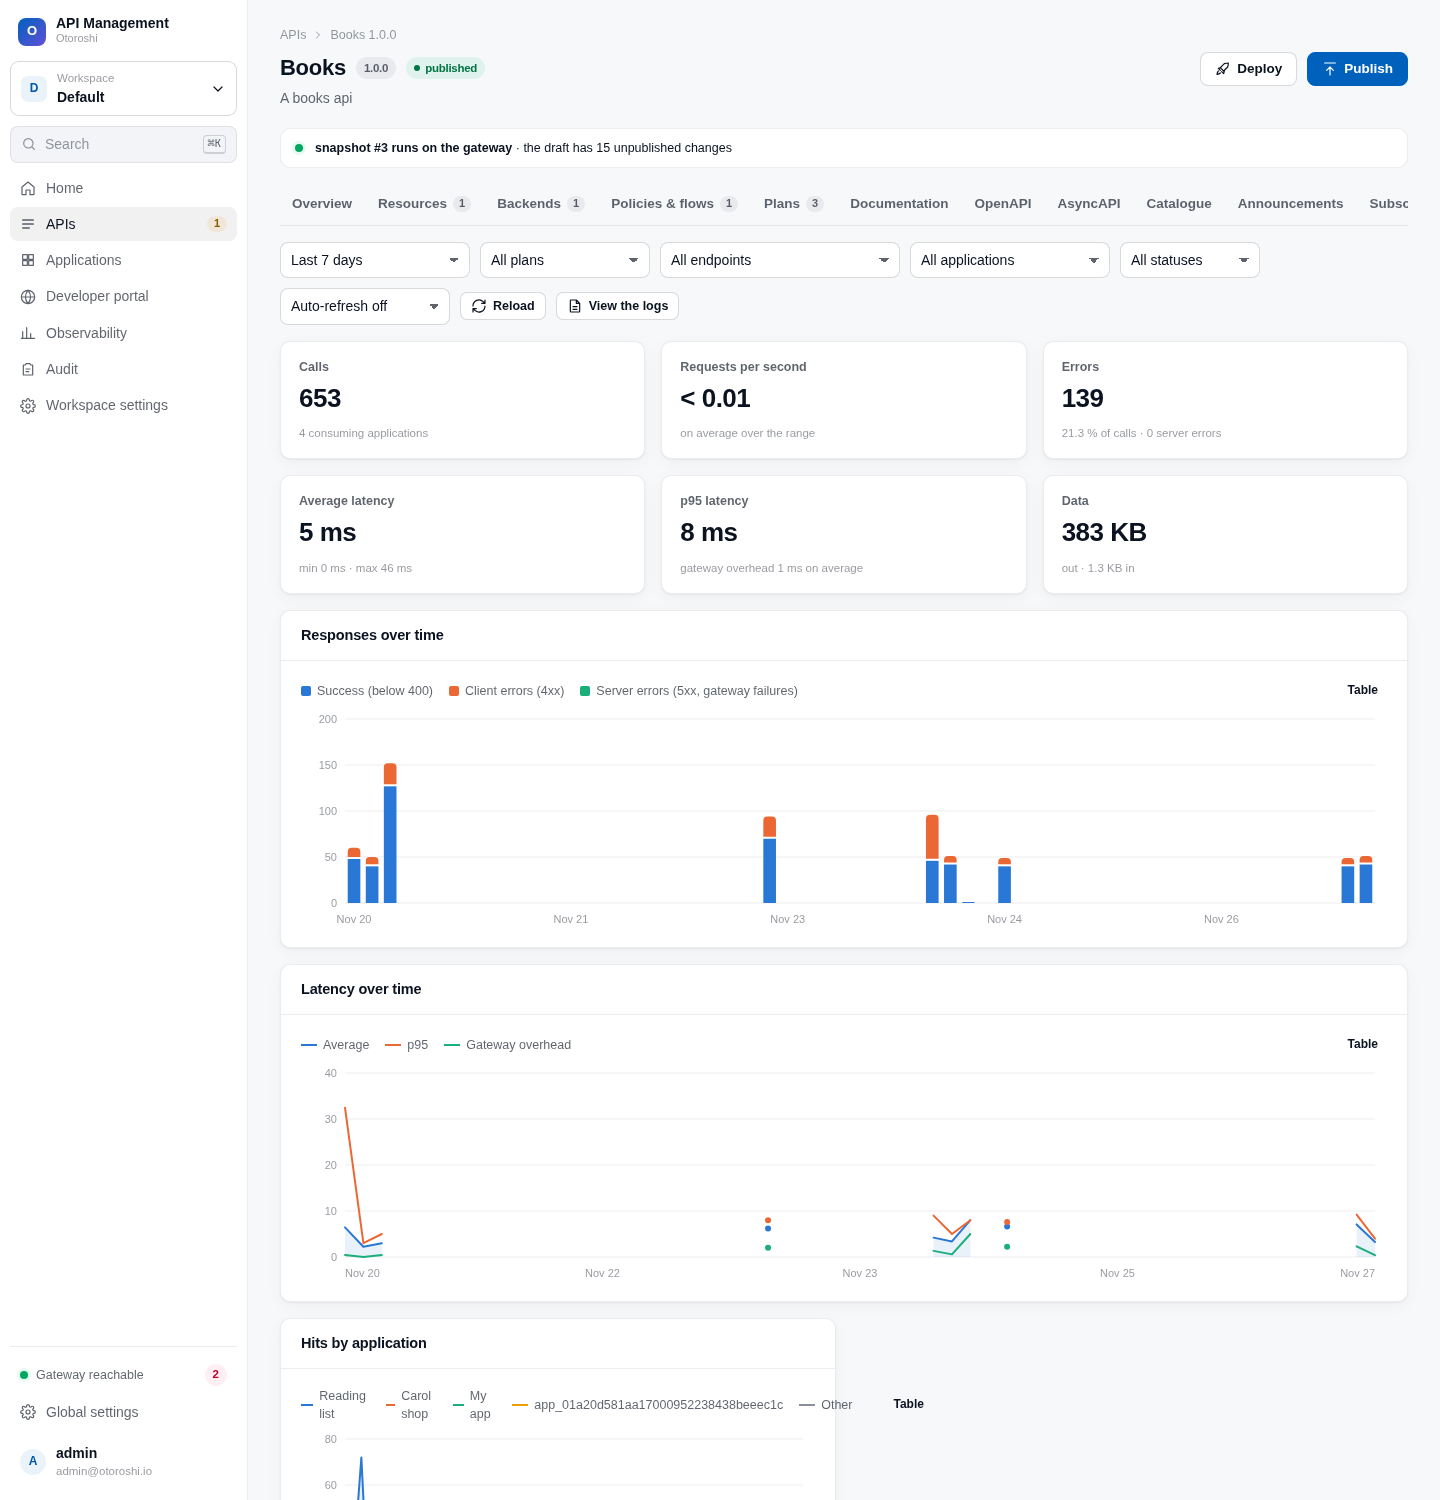 API Management
Otoroshi
D
Workspace
Default
Search
⌘K
Home
APIs
1
Applications
Developer portal
Observability
Audit
Workspace settings
Gateway reachable
2
Global settings
A
admin
admin@otoroshi.io
O
APIs > Books 1.0.0
Books 1.0.0 published
A books api
Deploy
Publish
snapshot #3 runs on the gateway · the draft has 15 unpublished changes
Overview Resources 1 Backends 1 Policies & flows 1 Plans 3 Documentation OpenAPI AsyncAPI Catalogue Announcements Subsc
Last 7 days All plans All endpoints All applications All statuses
Auto-refresh off Reload View the logs
Calls
653
4 consuming applications
Requests per second
< 0.01
on average over the range
Errors
139
21.3 % of calls · 0 server errors
Average latency
5 ms
min 0 ms · max 46 ms
p95 latency
8 ms
gateway overhead 1 ms on average
Data
383 KB
out · 1.3 KB in
Responses over time
Success (below 400) Client errors (4xx) Server errors (5xx, gateway failures) Table
200
150
100
50
0
Nov 20 Nov 21 Nov 23 Nov 24 Nov 26
Latency over time
Average p95 Gateway overhead Table
40
30
20
10
0
Nov 20 Nov 22 Nov 23 Nov 25 Nov 27
Hits by application
Reading list Carol shop My app app_01a20d581aa17000952238438beeec1c Other Table
80
60